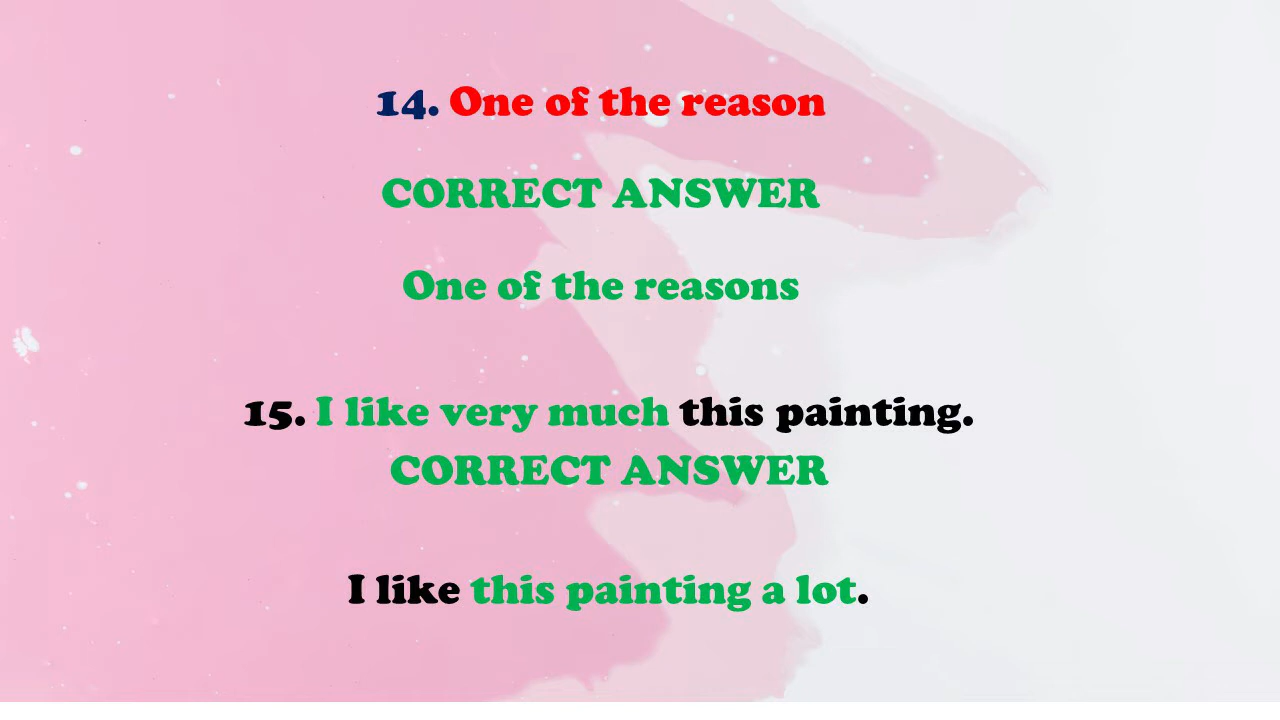 14. One of the reason
CORRECT ANSWER
One of the reasons
15. I like very much this painting.
CORRECT ANSWER
I like this painting a lot.